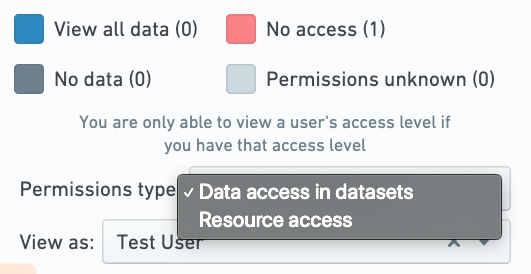 View all data (0) No access (1)
No data (0) Permissions unknown (0)
You are only able to view a user's access level if
you have that access level
Permissions type
✓ Data access in datasets
Resource access
View as: Test User